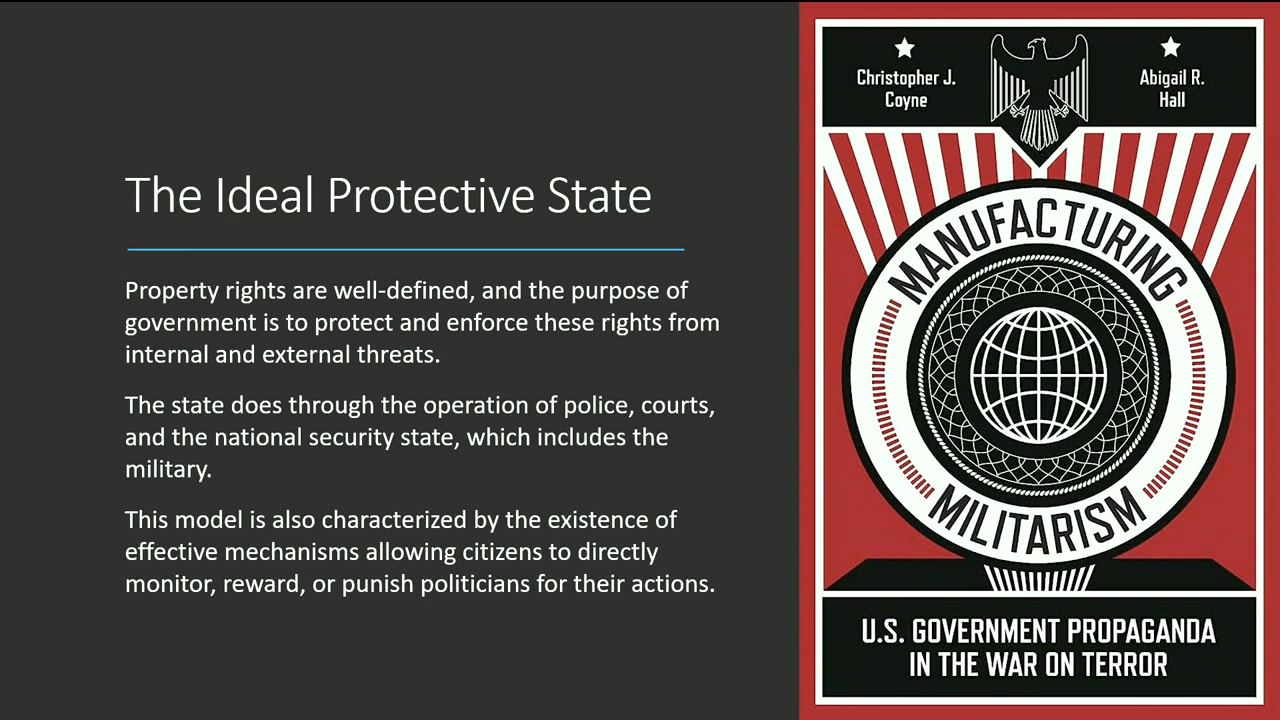 The Ideal Protective State
Property rights are well-defined, and the purpose of
government is to protect and enforce these rights from
internal and external threats.
The state does through the operation of police, courts,
and the national security state, which includes the
military.
This model is also characterized by the existence of
effective mechanisms allowing citizens to directly
monitor, reward, or punish politicians for their actions.
Christopher J.
Coyne
Abigail R.
Hall
MANUFACTURING
MILITARISM
U.S. GOVERNMENT PROPAGANDA
IN THE WAR ON TERROR